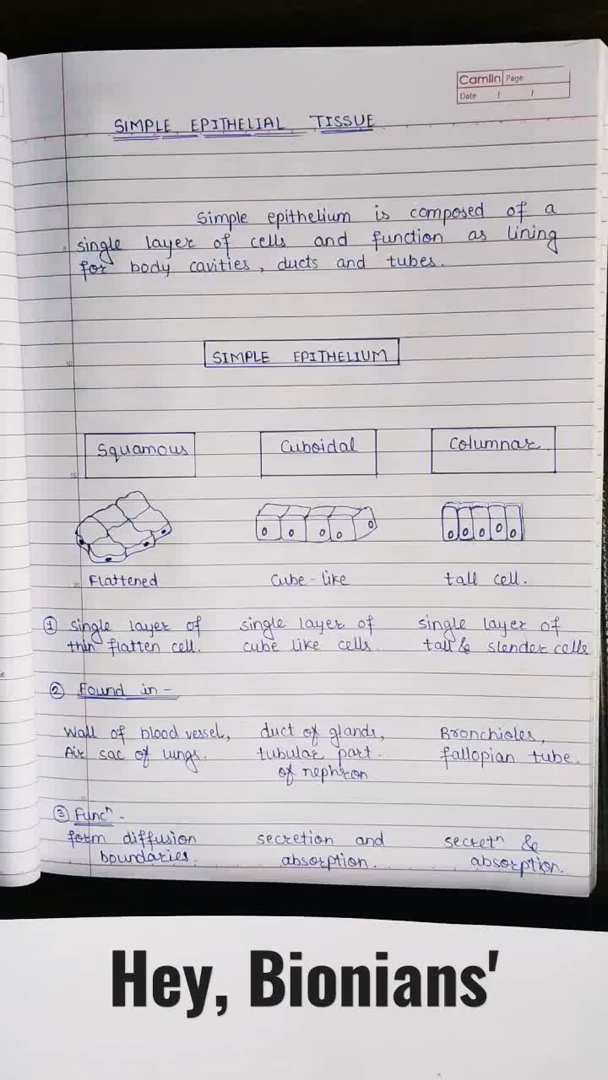 Camlin Page
Date / /
SIMPLE EPITHELIAL TISSUE
Simple epithelium is composed of a
single layer of cells and function as lining
for body cavities, ducts and tubes.
SIMPLE EPITHELIUM
Squamous Cuboidal Columnar
Flattened Cube-like tall cell.
① single layer of single layer of single layer of
thin flatten cell. cube like cells. tall & slender cells
② Found in -
Wall of blood vessel, duct of glands, Bronchioles,
Air sac of lungs. tubular part fallopian tube.
of nephron
③ Funcⁿ -
form diffusion secretion and secretⁿ &
boundaries. absorption. absorption.
Hey, Bionians'